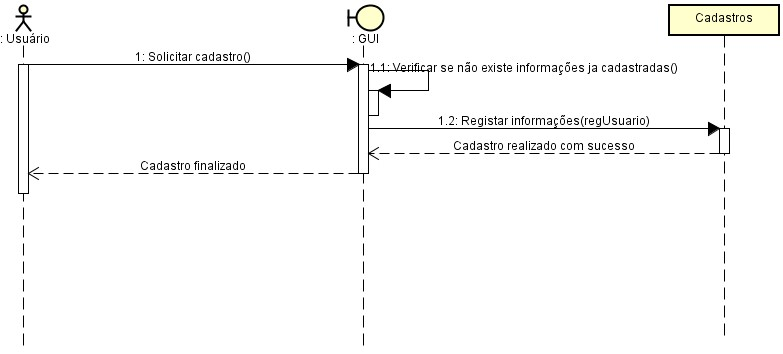 Cadastros
: Usuário
: GUI
1: Solicitar cadastro()
1.1: Verificar se não existe informações ja cadastradas()
1.2: Registar informações(regUsuario)
Cadastro realizado com sucesso
Cadastro finalizado